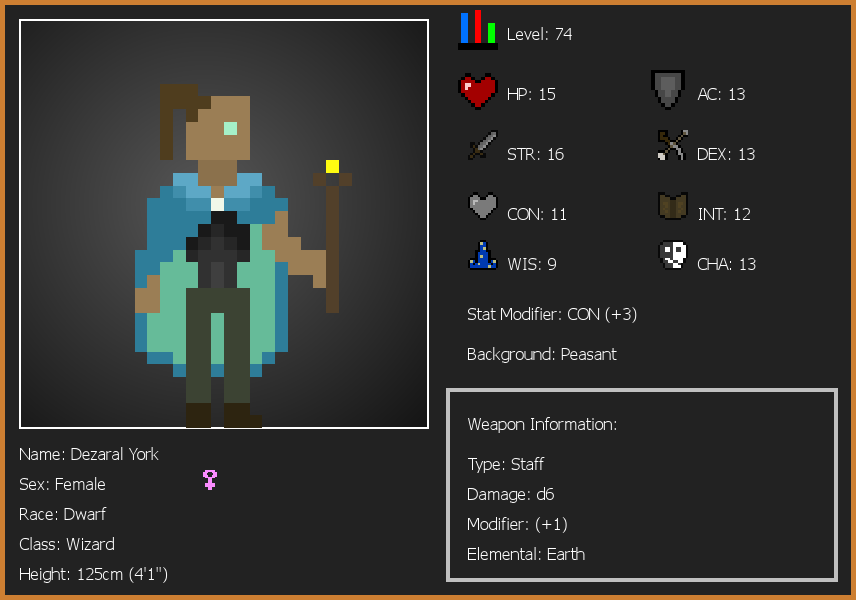 Level: 74
HP: 15
AC: 13
STR: 16
DEX: 13
CON: 11
INT: 12
WIS: 9
CHA: 13
Stat Modifier: CON (+3)
Background: Peasant
Weapon Information:
Type: Staff
Damage: d6
Modifier: (+1)
Elemental: Earth
Name: Dezaral York
Sex: Female
Race: Dwarf
Class: Wizard
Height: 125cm (4'1")